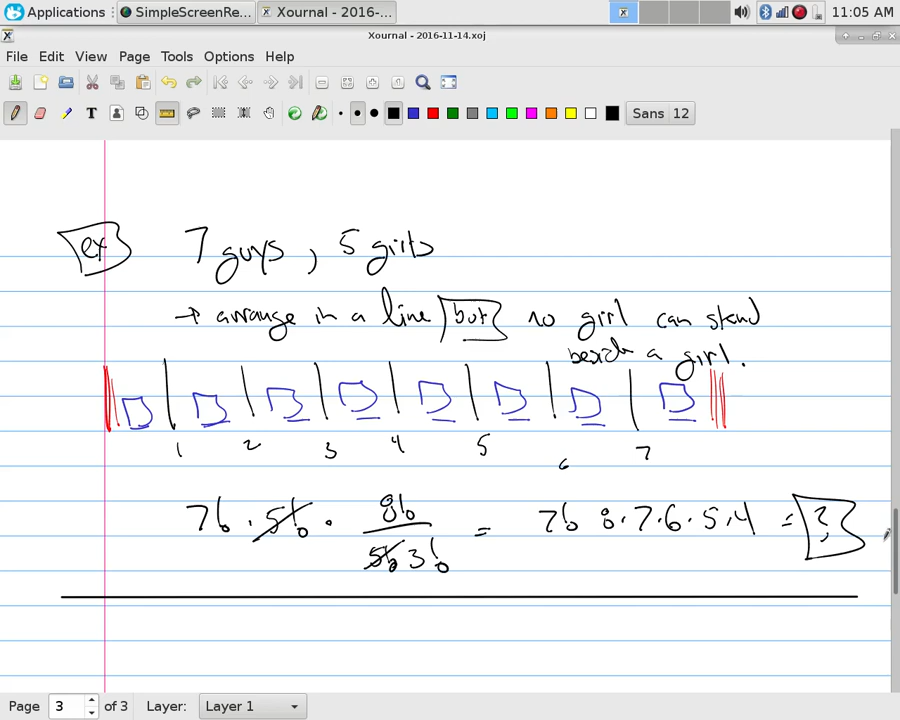 Applications SimpleScreenRe... Xournal - 2016-... 11:05 AM
Xournal - 2016-11-14.xoj
File Edit View Page Tools Options Help
T Sans 12
ex 7 guys, 5 girls
→ arrange in a line but no girl can stand
beside a girl.
1 2 3 4 5 6 7
7! · 5! · 8! / 5! 3! = 7! 8·7·6·5·4 = ?
Page 3 of 3 Layer: Layer 1